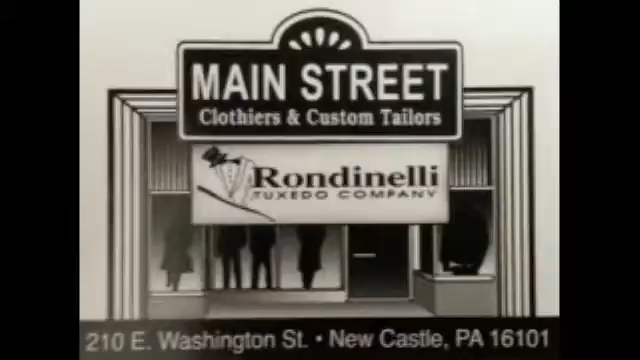 MAIN STREET
Clothiers & Custom Tailors
Rondinelli
TUXEDO COMPANY
210 E. Washington St. • New Castle, PA 16101